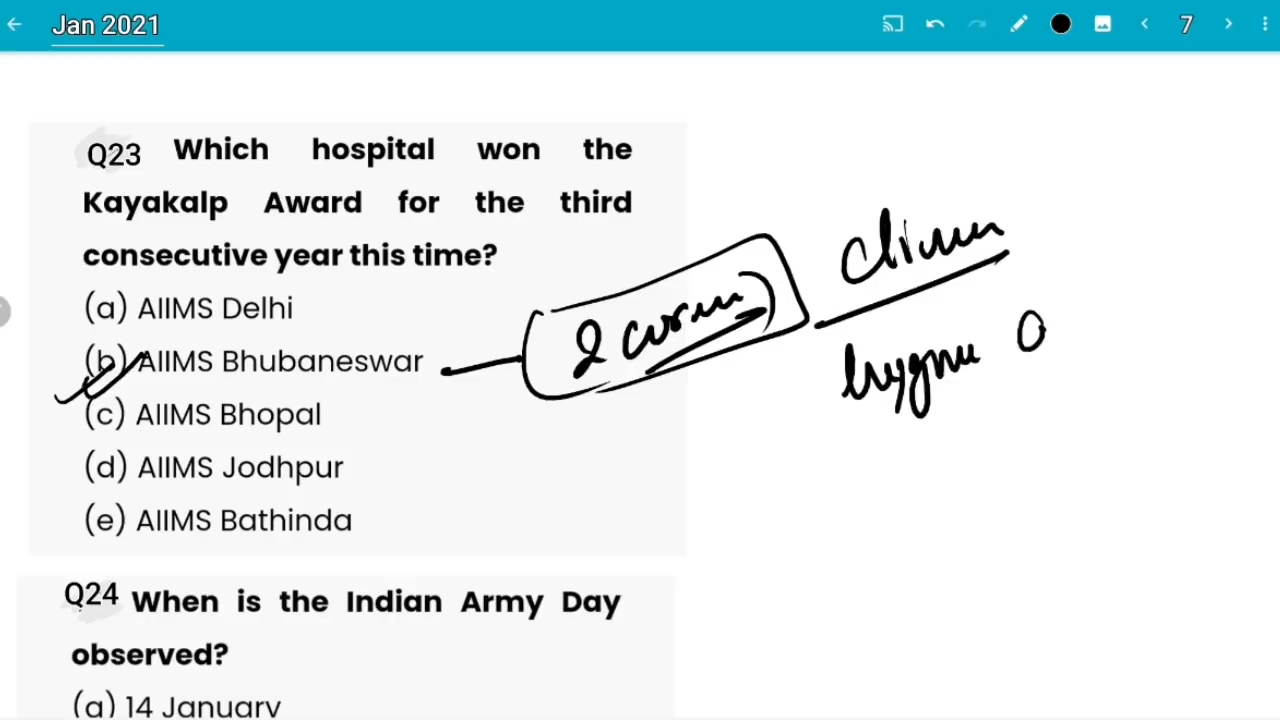 Jan 2021
7
Q23 Which hospital won the
Kayakalp Award for the third
consecutive year this time?
(a) AIIMS Delhi
(b) AIIMS Bhubaneswar
(c) AIIMS Bhopal
(d) AIIMS Jodhpur
(e) AIIMS Bathinda
Q24 When is the Indian Army Day
observed?
(a) 14 January